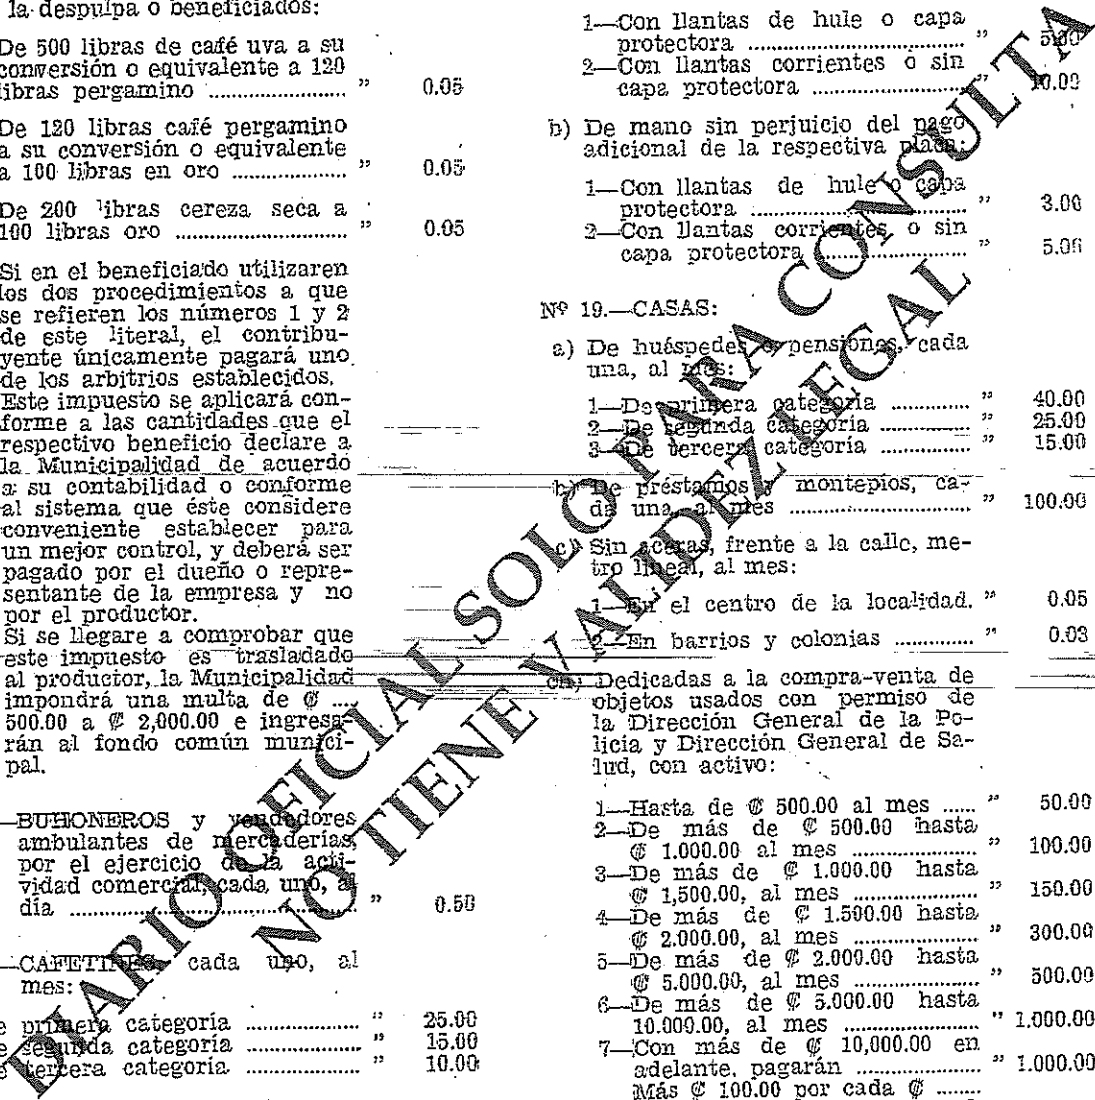 la despulpa o beneficiados:
De 500 libras de café uva a su
conversión o equivalente a 120
libras pergamino ...................... " 0.05
De 120 libras café pergamino
a su conversión o equivalente
a 100 libras en oro .................. " 0.05
De 200 libras cereza seca a
100 libras oro ........................... " 0.05
Si en el beneficiado utilizaren
los dos procedimientos a que
se refieren los números 1 y 2
de este literal, el contribu-
yente únicamente pagará uno
de los arbitrios establecidos.
Este impuesto se aplicará con-
forme a las cantidades que el
respectivo beneficio declare a
la Municipalidad de acuerdo
a su contabilidad o conforme
al sistema que éste considere
conveniente establecer para
un mejor control, y deberá ser
pagado por el dueño o repre-
sentante de la empresa y no
por el productor.
Si se llegare a comprobar que
este impuesto es trasladado
al productor, la Municipalidad
impondrá una multa de ₡ ....
500.00 a ₡ 2,000.00 e ingresa-
rán al fondo común munici-
pal.
—BUHONEROS y vendedores
ambulantes de mercaderías,
por el ejercicio de la acti-
vidad comercial, cada uno, al
día ............................................. " 0.50
—CAFETINES, cada uno, al
mes:
e primera categoría .................. " 25.00
e segunda categoría .................. " 15.00
e tercera categoría .................. " 10.00
1—Con llantas de hule o capa
protectora .................................. " 5.00
2—Con llantas corrientes o sin
capa protectora ........................ " 10.00
b) De mano sin perjuicio del pago
adicional de la respectiva placa:
1—Con llantas de hule o capa
protectora .................................. " 3.00
2—Con llantas corrientes o sin
capa protectora ....................... " 5.00
Nº 19.—CASAS:
a) De huéspedes o pensiones, cada
una, al mes:
1—De primera categoría ............. " 40.00
2—De segunda categoría .............. " 25.00
3—De tercera categoría .............. " 15.00
b) De préstamos y montepíos, ca-
da una, al mes ............................. " 100.00
c) Sin aceras, frente a la calle, me-
tro lineal, al mes:
1—En el centro de la localidad. " 0.05
2—En barrios y colonias ............. " 0.03
ch) Dedicadas a la compra-venta de
objetos usados con permiso de
la Dirección General de la Po-
licía y Dirección General de Sa-
lud, con activo:
1—Hasta de ₡ 500.00 al mes ...... " 50.00
2—De más de ₡ 500.00 hasta
₡ 1.000.00 al mes .................... " 100.00
3—De más de ₡ 1.000.00 hasta
₡ 1,500.00, al mes ................... " 150.00
4—De más de ₡ 1.500.00 hasta
₡ 2.000.00, al mes .................... " 300.00
5—De más de ₡ 2.000.00 hasta
₡ 5.000.00, al mes .................... " 500.00
6—De más de ₡ 5.000.00 hasta
10.000.00, al mes ...................... " 1.000.00
7—Con más de ₡ 10,000.00 en
adelante, pagarán .................... " 1.000.00
Más ₡ 100.00 por cada ₡ ........
DIARIO OFICIAL SOLO PARA CONSULTA
NO TIENE VALIDEZ LEGAL